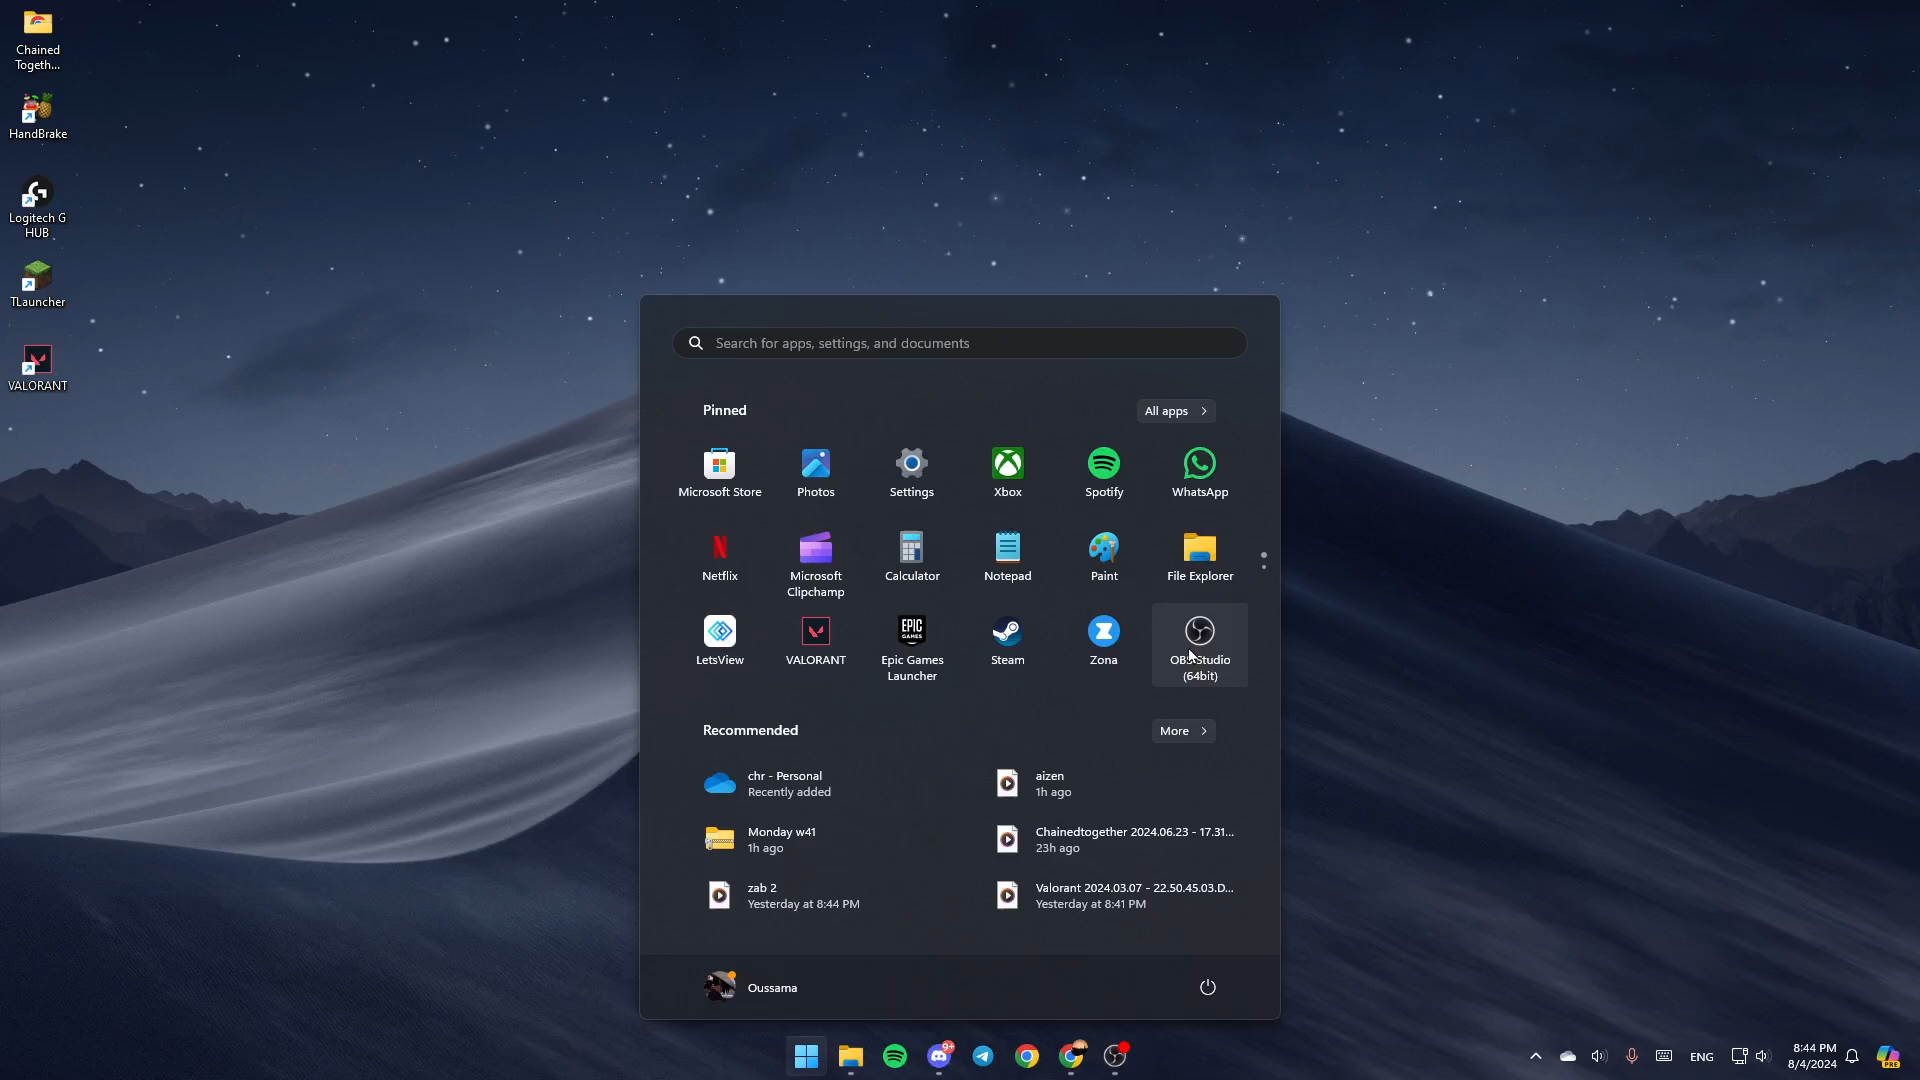 Chained
Togeth...
HandBrake
Logitech G
HUB
TLauncher
VALORANT
Search for apps, settings, and documents
Pinned
All apps
Microsoft Store
Photos
Settings
Xbox
Spotify
WhatsApp
Netflix
Microsoft
Clipchamp
Calculator
Notepad
Paint
File Explorer
LetsView
VALORANT
EPIC
GAMES
Epic Games
Launcher
Steam
Zona
OBS Studio
(64bit)
Recommended
More
chr - Personal
Recently added
aizen
1h ago
Monday w41
1h ago
Chainedtogether 2024.06.23 - 17.31...
23h ago
zab 2
Yesterday at 8:44 PM
Valorant 2024.03.07 - 22.50.45.03.D...
Yesterday at 8:41 PM
Oussama
9+
ENG
8:44 PM
8/4/2024
PRE